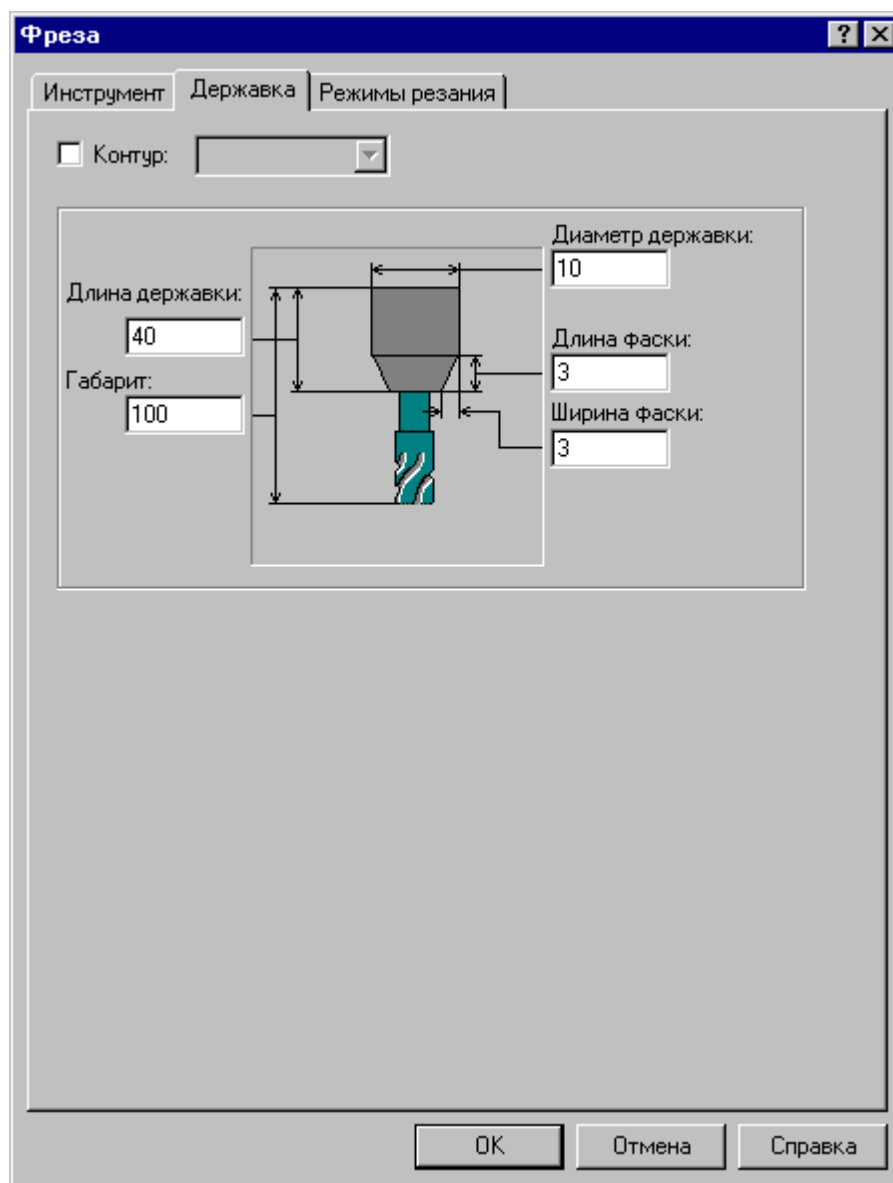 Фреза
Инструмент Державка Режимы резания
Контур:
Диаметр державки:
10
Длина державки:
40
Длина фаски:
3
Габарит:
100
Ширина фаски:
3
OK Отмена Справка